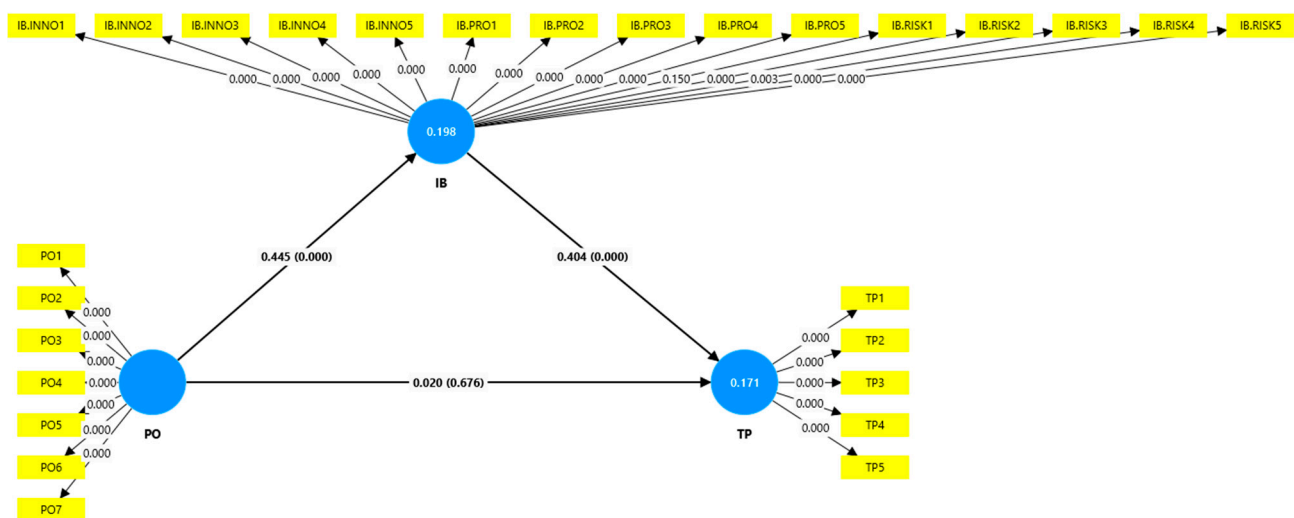 IB.INNO1 IB.INNO2 IB.INNO3 IB.INNO4 IB.INNO5 IB.PRO1 IB.PRO2 IB.PRO3 IB.PRO4 IB.PRO5 IB.RISK1 IB.RISK2 IB.RISK3 IB.RISK4 IB.RISK5
0.000 0.000 0.000 0.000 0.000 0.000 0.000 0.000 0.000 0.000 0.150 0.000 0.003 0.000 0.000
0.198
IB
0.445 (0.000)
0.404 (0.000)
PO1
PO2
PO3
PO4
PO5
PO6
PO7
0.000
0.000
0.000
0.000
0.000
0.000
0.000
PO
0.020 (0.676)
0.171
TP
0.000
0.000
0.000
0.000
0.000
TP1
TP2
TP3
TP4
TP5